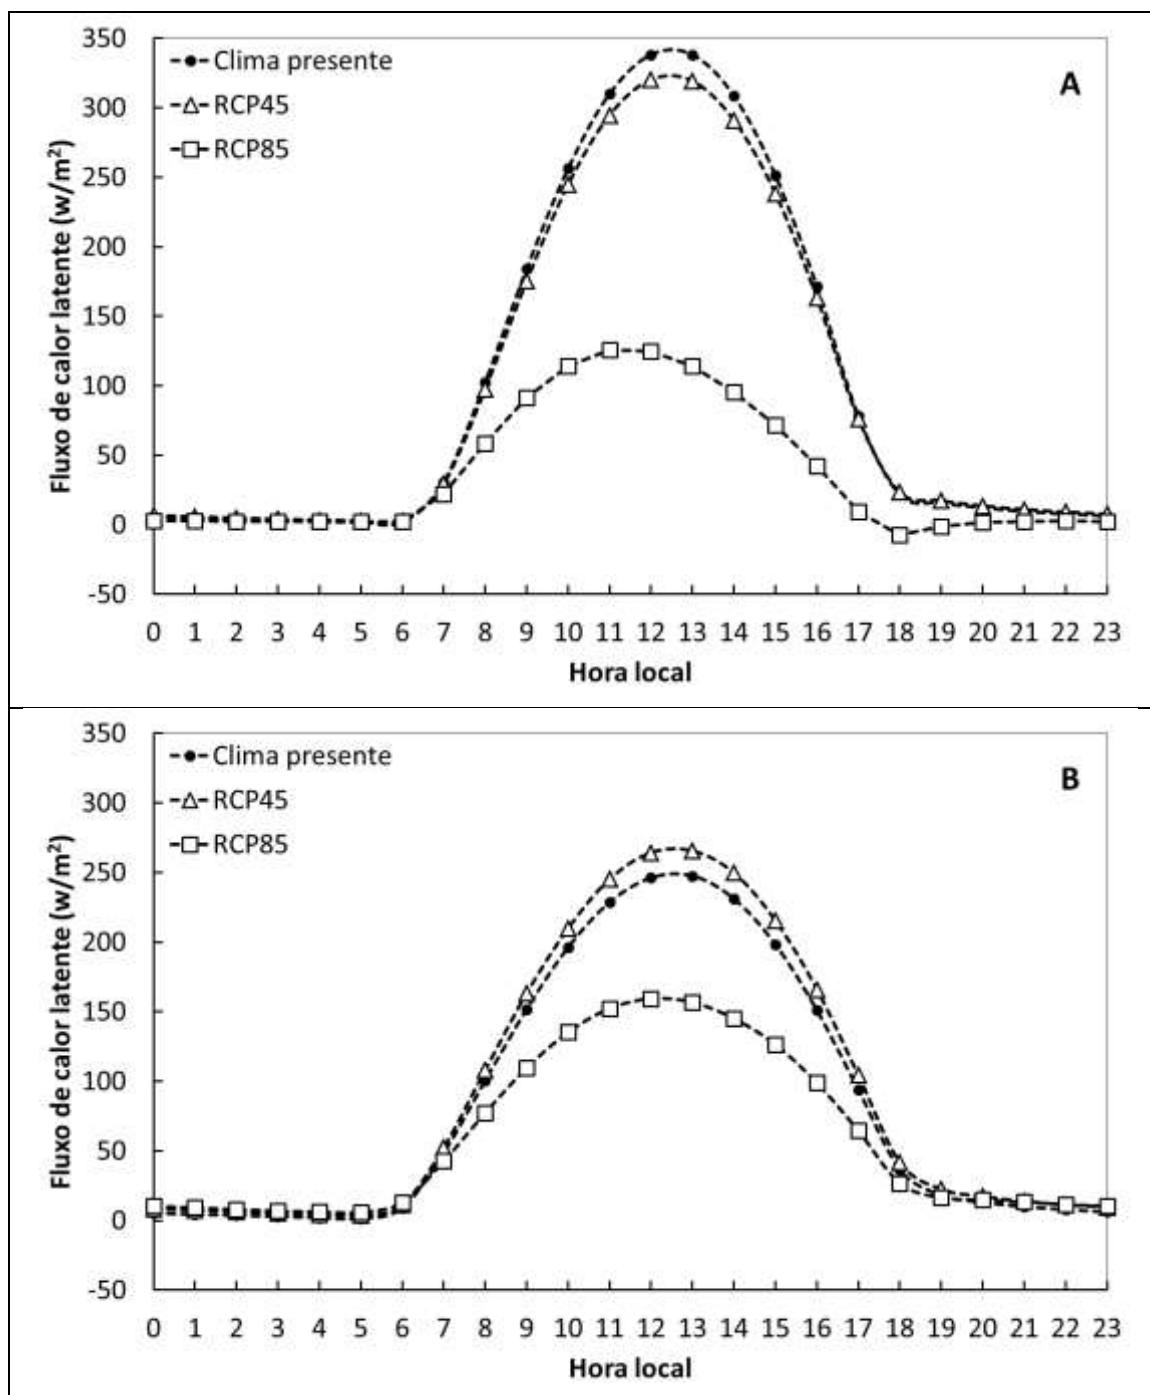 350
300
250
200
150
100
50
0
-50
Fluxo de calor latente (w/m²)
Clima presente
RCP45
RCP85
A
0 1 2 3 4 5 6 7 8 9 10 11 12 13 14 15 16 17 18 19 20 21 22 23
Hora local
350
300
250
200
150
100
50
0
-50
Fluxo de calor latente (w/m²)
Clima presente
RCP45
RCP85
B
0 1 2 3 4 5 6 7 8 9 10 11 12 13 14 15 16 17 18 19 20 21 22 23
Hora local